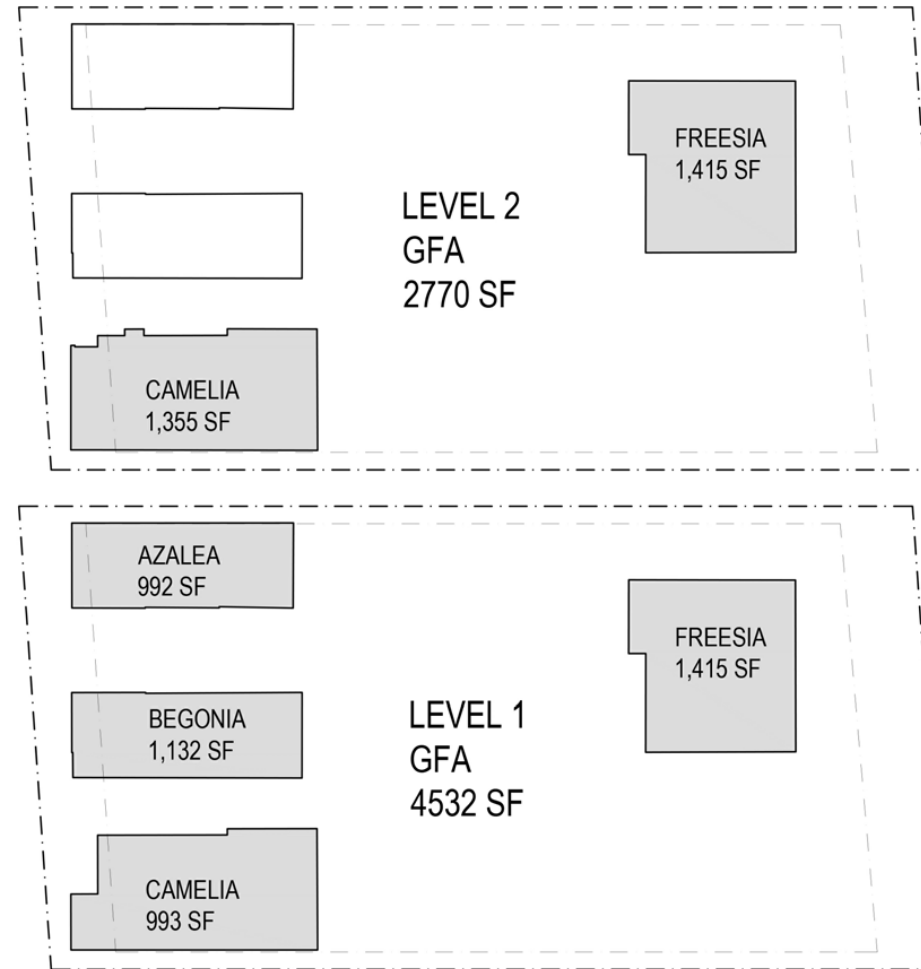 FREESIA
1,415 SF
LEVEL 2
GFA
2770 SF
CAMELIA
1,355 SF
AZALEA
992 SF
FREESIA
1,415 SF
BEGONIA
1,132 SF
LEVEL 1
GFA
4532 SF
CAMELIA
993 SF